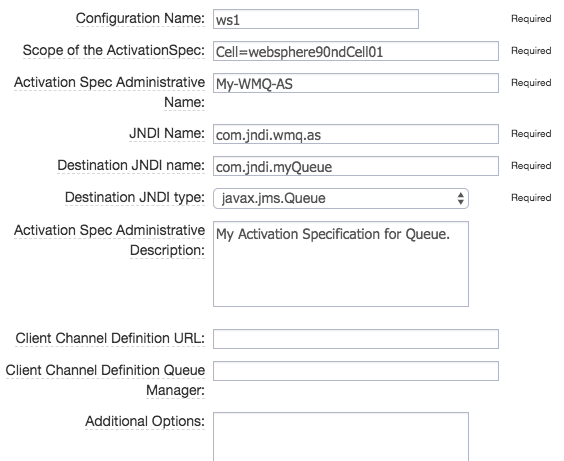 Configuration Name: ws1 Required
Scope of the ActivationSpec: Cell=websphere90ndCell01 Required
Activation Spec Administrative My-WMQ-AS Required
Name:
JNDI Name: com.jndi.wmq.as Required
Destination JNDI name: com.jndi.myQueue Required
Destination JNDI type: javax.jms.Queue Required
Activation Spec Administrative My Activation Specification for Queue.
Description:
Client Channel Definition URL:
Client Channel Definition Queue
Manager:
Additional Options: